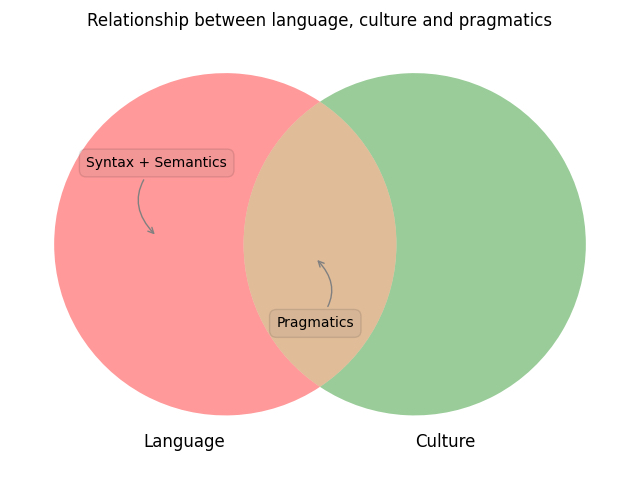 Relationship between language, culture and pragmatics
Syntax + Semantics
Pragmatics
Language
Culture